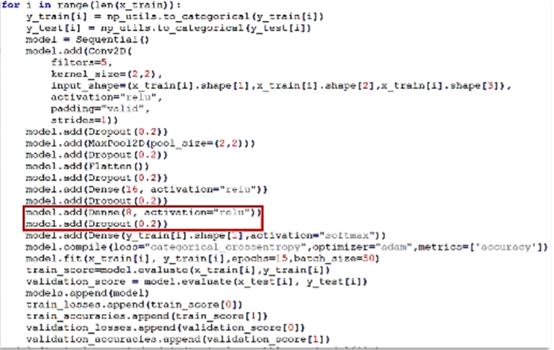 for i in range(len(x_train)):
y_train[i] = np_utils.to_categorical(y_train[i])
y_test[i] = np_utils.to_categorical(y_test[i])
model = Sequential()
model.add(Conv2D(
filters=5,
kernel_size=(2,2),
input_shape=(x_train[i].shape[1],x_train[i].shape[2],x_train[i].shape[3]),
activation="relu",
padding="valid",
strides=1))
model.add(Dropout(0.2))
model.add(MaxPool2D(pool_size=(2,2)))
model.add(Dropout(0.2))
model.add(Flatten())
model.add(Dropout(0.2))
model.add(Dense(16, activation="relu"))
model.add(Dropout(0.2))
model.add(Dense(8, activation="relu"))
model.add(Dropout(0.2))
model.add(Dense(y_train[i].shape[1],activation="softmax"))
model.compile(loss="categorical_crossentropy",optimizer="adam",metrics=['accuracy'])
model.fit(x_train[i], y_train[i],epochs=15,batch_size=50)
train_score=model.evaluate(x_train[i],y_train[i])
validation_score = model.evaluate(x_test[i], y_test[i])
models.append(model)
train_losses.append(train_score[0])
train_accuracies.append(train_score[1])
validation_losses.append(validation_score[0])
validation_accuracies.append(validation_score[1])